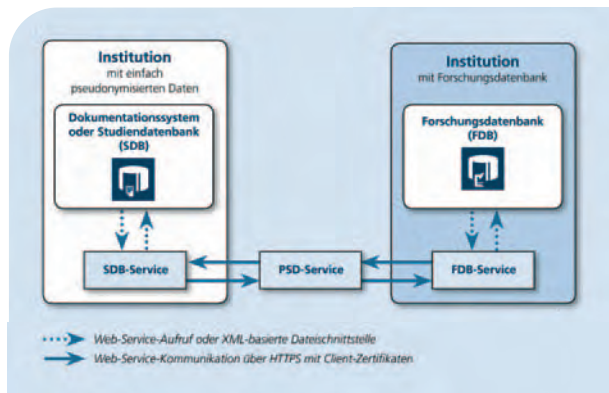 Institution
mit einfach
pseudonymisierten Daten
Dokumentationssystem
oder Studiendatenbank
(SDB)
Institution
mit Forschungsdatenbank
Forschungsdatenbank
(FDB)
SDB-Service
PSD-Service
FDB-Service
Web-Service-Aufruf oder XML-basierte Dateischnittstelle
Web-Service-Kommunikation über HTTPS mit Client-Zertifikaten